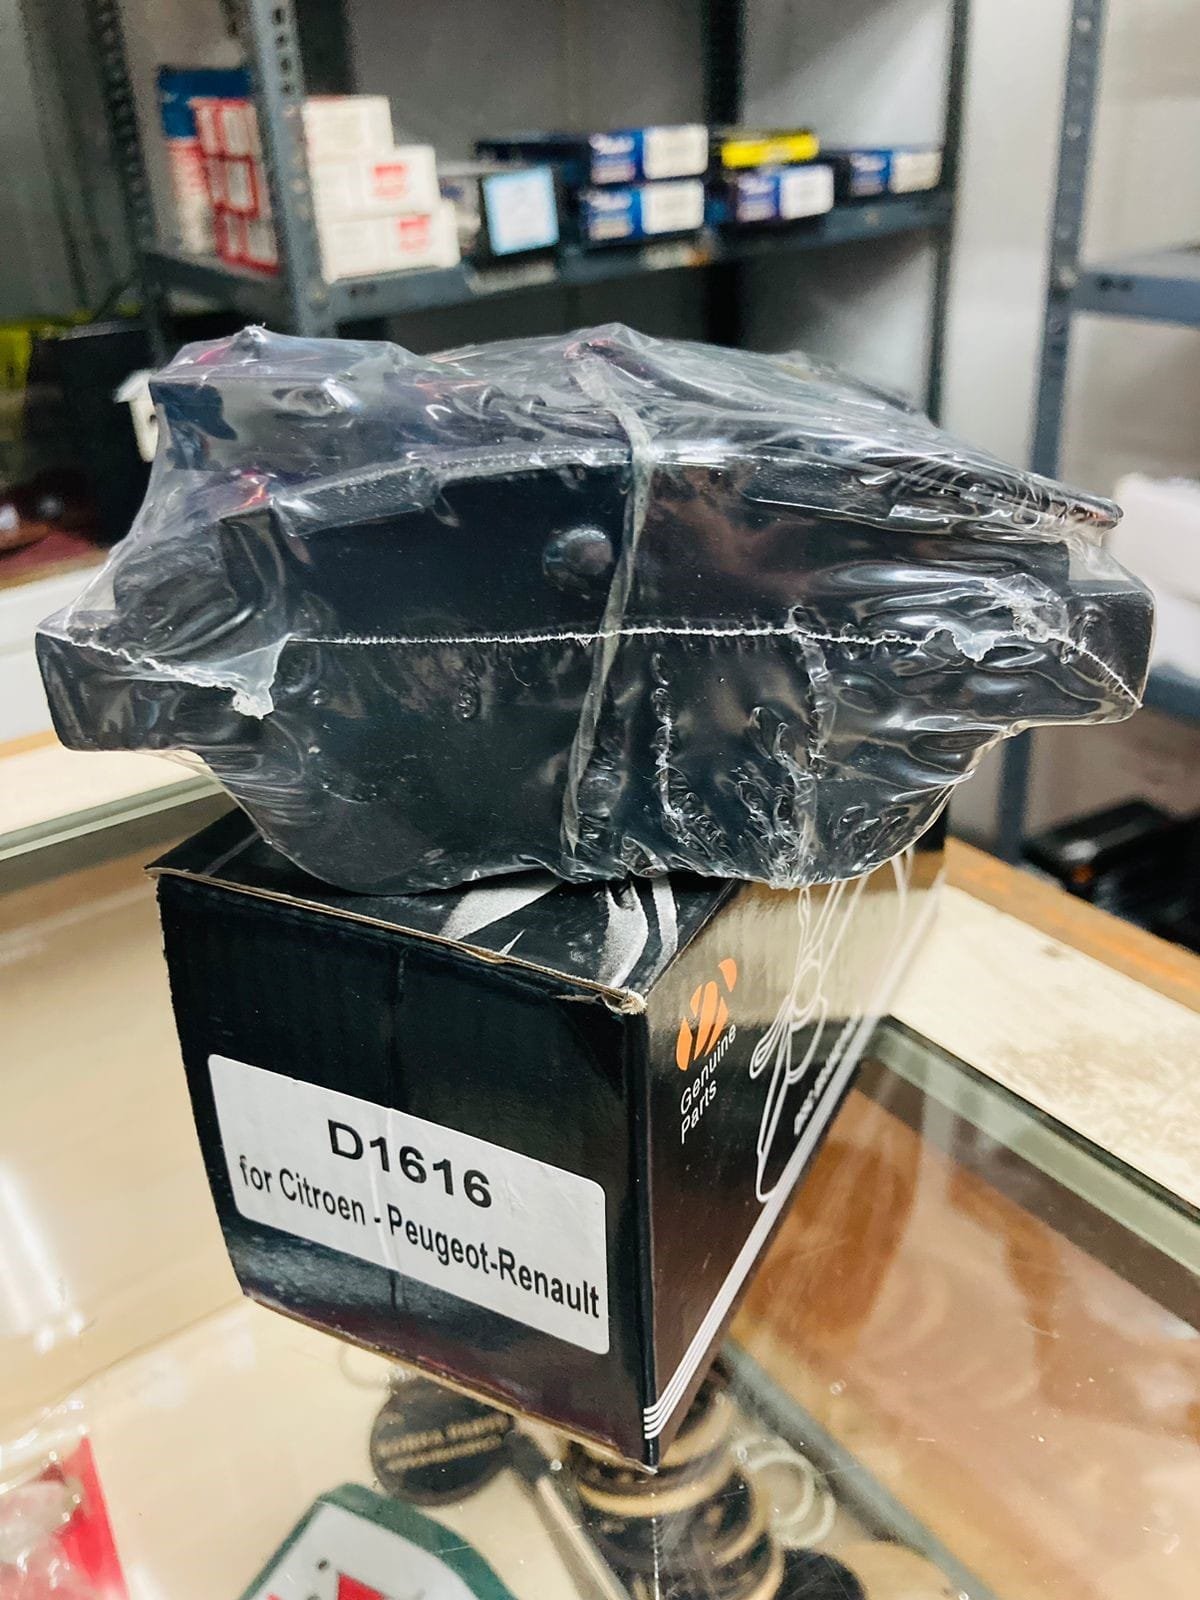 Genuine
Parts
D1616
for Citroen - Peugeot-Renault